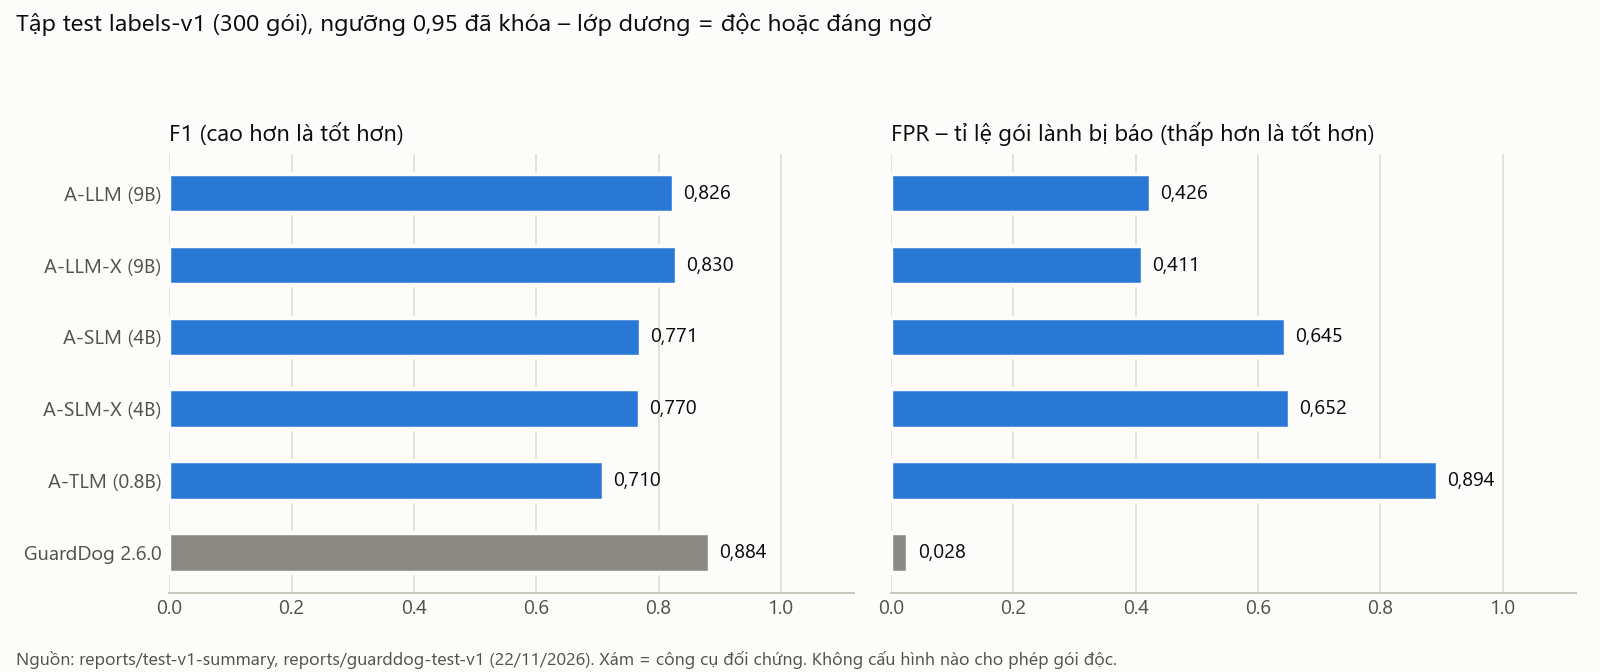 Tập test labels-v1 (300 gói), ngưỡng 0,95 đã khóa – lớp dương = độc hoặc đáng ngờ
F1 (cao hơn là tốt hơn)
A-LLM (9B) 0,826
A-LLM-X (9B) 0,830
A-SLM (4B) 0,771
A-SLM-X (4B) 0,770
A-TLM (0.8B) 0,710
GuardDog 2.6.0 0,884
0.0 0.2 0.4 0.6 0.8 1.0
FPR – tỉ lệ gói lành bị báo (thấp hơn là tốt hơn)
0,426
0,411
0,645
0,652
0,894
0,028
0.0 0.2 0.4 0.6 0.8 1.0
Nguồn: reports/test-v1-summary, reports/guarddog-test-v1 (22/11/2026). Xám = công cụ đối chứng. Không cấu hình nào cho phép gói độc.